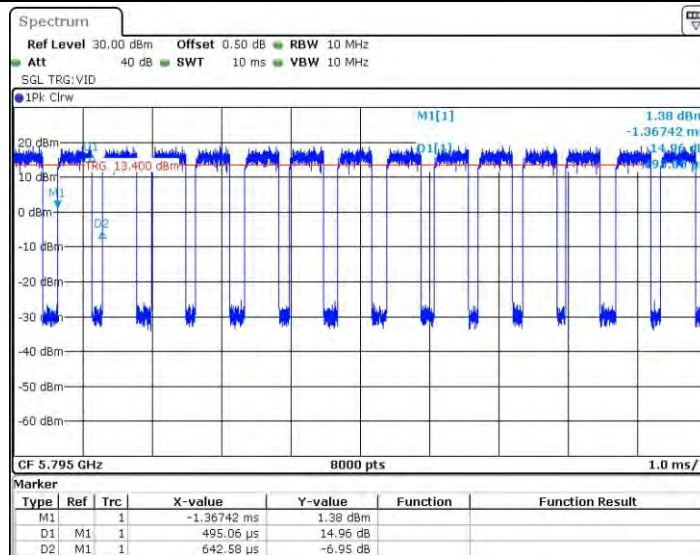 Spectrum
Ref Level 30.00 dBm Offset 0.50 dB RBW 10 MHz
Att 40 dB SWT 10 ms VBW 10 MHz
SGL TRG:VID
1Pk Clrw
M1[1] 1.38 dBm
-1.36742 ms
20 dBm
D1[1] 14.96 dB
TRG 13.400 dBm
10 dBm
M1
0 dBm
D2
-10 dBm
-20 dBm
-30 dBm
-40 dBm
-50 dBm
-60 dBm
CF 5.795 GHz 8000 pts 1.0 ms/
Marker
Type Ref Trc X-value Y-value Function Function Result
M1 1 -1.36742 ms 1.38 dBm
D1 M1 1 495.06 µs 14.96 dB
D2 M1 1 642.58 µs -6.95 dB